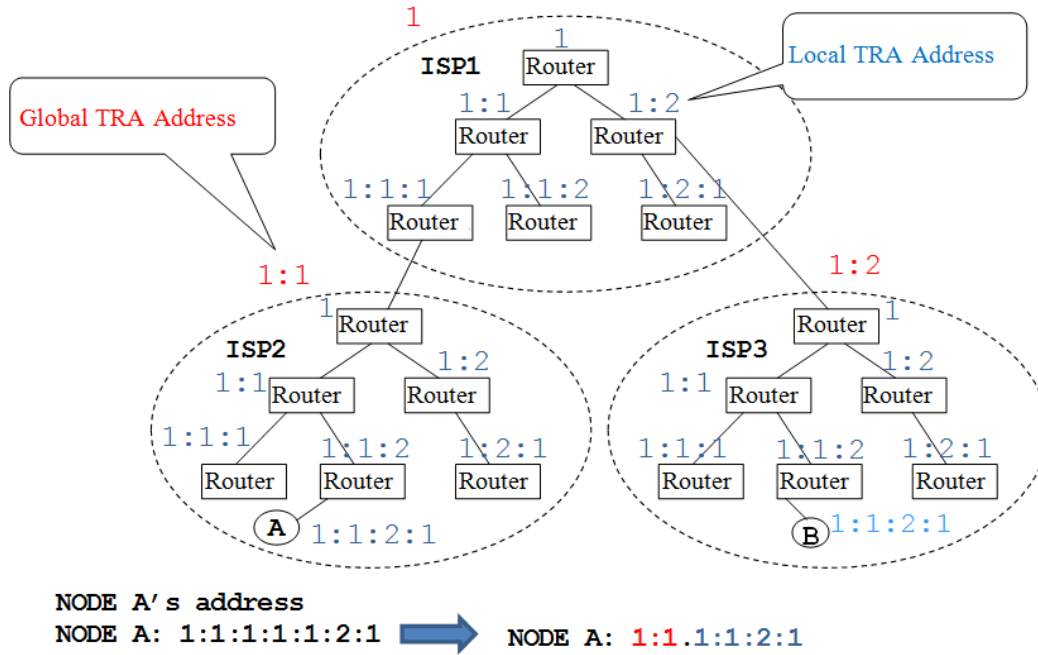 1
1
Local TRA Address
ISP1
Router
Global TRA Address
1:1
1:2
Router
Router
1:1:1
1:1:2
1:2:1
Router
Router
Router
1:1
1:2
1
Router
ISP2
1:1
1:2
Router
Router
1:1:1
1:1:2
1:2:1
Router
Router
Router
A
1:1:2:1
1
Router
ISP3
1:1
1:2
Router
Router
1:1:1
1:1:2
1:2:1
Router
Router
Router
B
1:1:2:1
NODE A's address
NODE A: 1:1:1:1:1:2:1
NODE A: 1:1.1:1:2:1